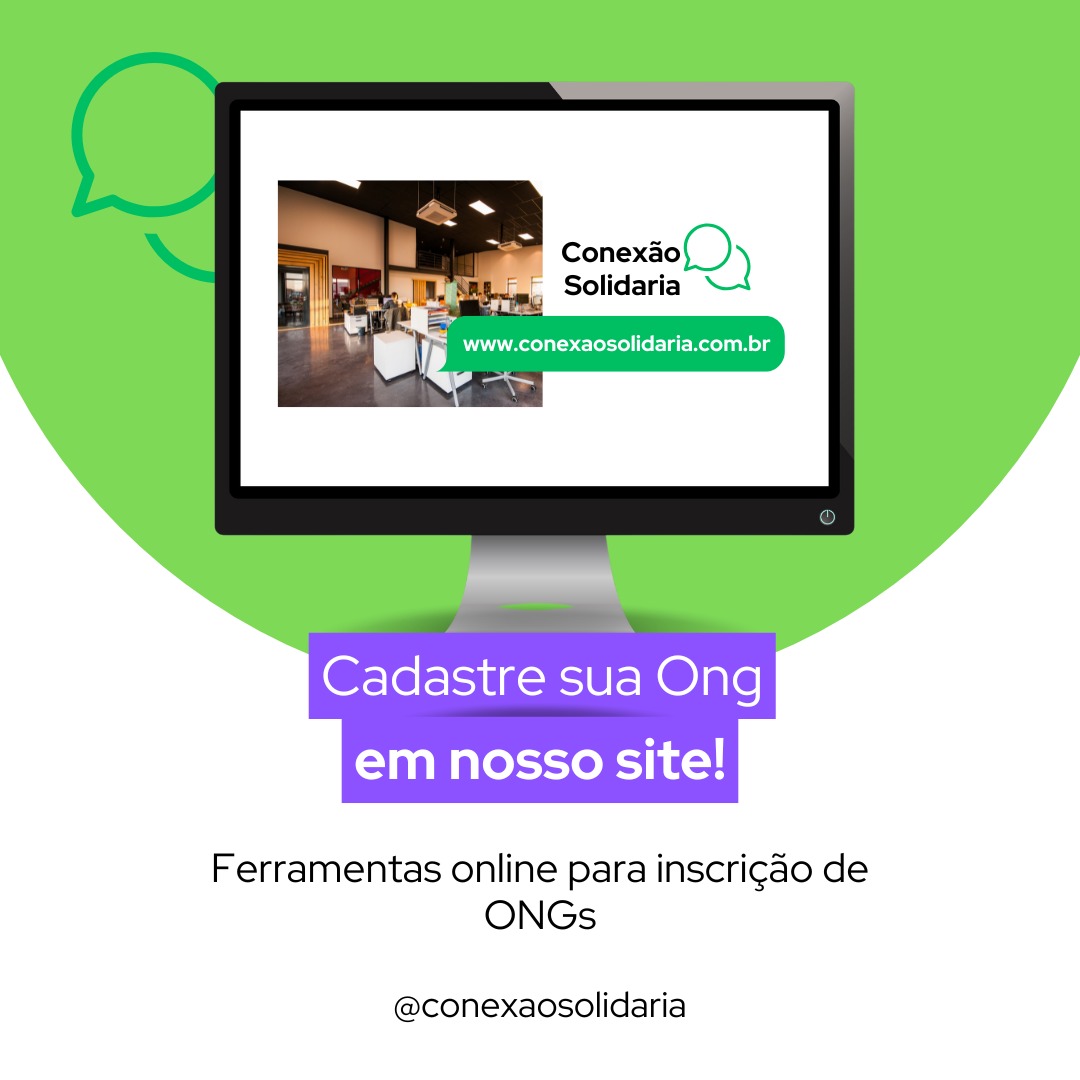 Conexão
Solidaria
www.conexaosolidaria.com.br
Cadastre sua Ong
em nosso site!
Ferramentas online para inscrição de
ONGs
@conexaosolidaria